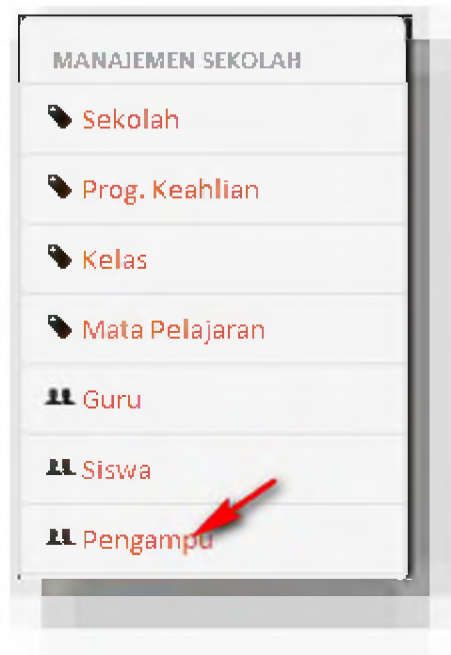 MANAJEMEN SEKOLAH
Sekolah
Prog. Keahlian
Kelas
Mata Pelajaran
Guru
Siswa
Pengampu